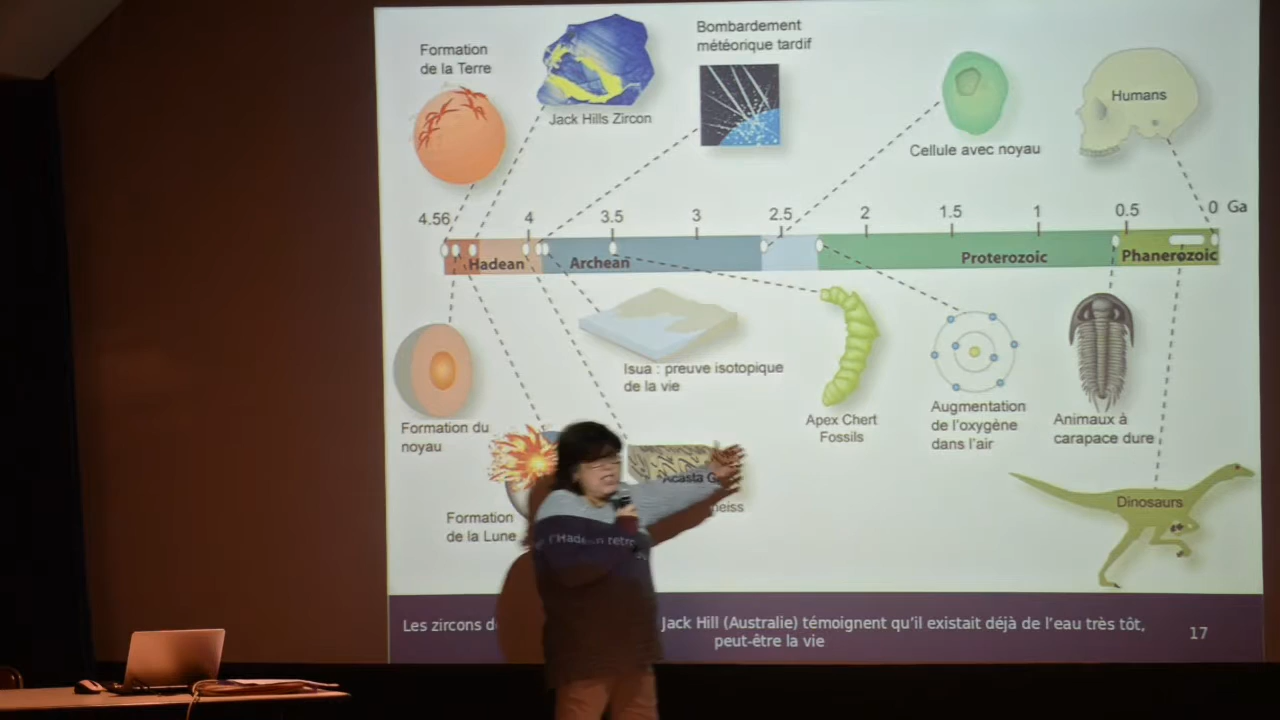 Formation
de la Terre
Jack Hills Zircon
Bombardement
météorique tardif
Cellule avec noyau
Humans
4.56 4 3.5 3 2.5 2 1.5 1 0.5 0 Ga
Hadean Archean Proterozoic Phanerozoic
Isua : preuve isotopique
de la vie
Formation du
noyau
Apex Chert
Fossils
Augmentation
de l'oxygène
dans l'air
Animaux à
carapace dure
Acasta G
neiss
Formation
de la Lune
Dinosaurs
l'Hadean retro
Les zircons d Jack Hill (Australie) témoignent qu'il existait déjà de l'eau très tôt,
peut-être la vie
17